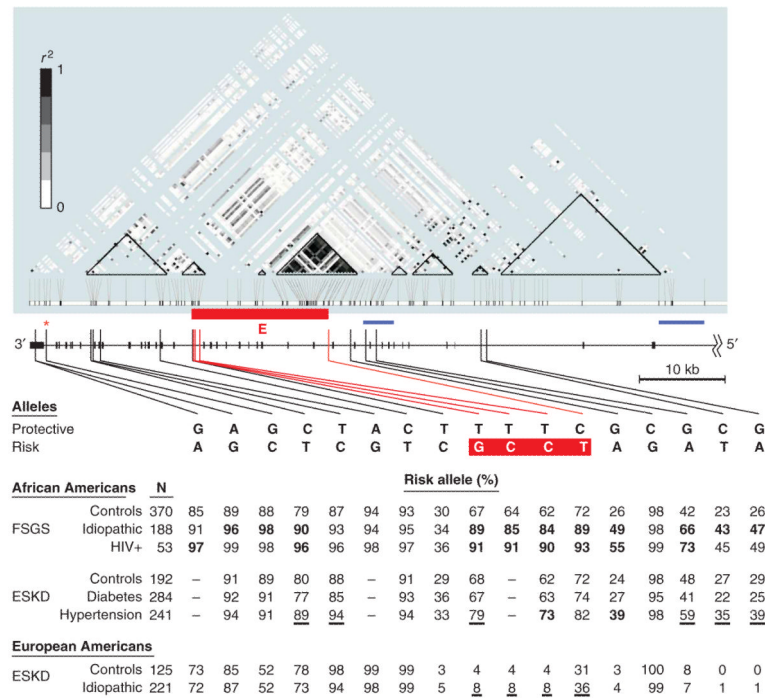 r²
1
0
E
*
3′ 5′
10 kb
Alleles
Protective G A G C T A C T T T T C G C G C G
Risk A G C T C G T C G C C T A G A T A
Risk allele (%)
African Americans N
Controls 370 85 89 88 79 87 94 93 30 67 64 62 72 26 98 42 23 26
FSGS Idiopathic 188 91 96 98 90 93 94 95 34 89 85 84 89 49 98 66 43 47
HIV+ 53 97 99 98 96 96 98 97 36 91 91 90 93 55 99 73 45 49
Controls 192 – 91 89 80 88 – 91 29 68 – 62 72 24 98 48 27 29
ESKD Diabetes 284 – 92 91 77 85 – 93 36 67 – 63 74 27 95 41 22 25
Hypertension 241 – 94 91 89 94 – 94 33 79 – 73 82 39 98 59 35 39
European Americans
ESKD Controls 125 73 85 52 78 98 99 99 3 4 4 4 31 3 100 8 0 0
Idiopathic 221 72 87 52 73 94 98 99 5 8 8 8 36 4 99 7 1 1